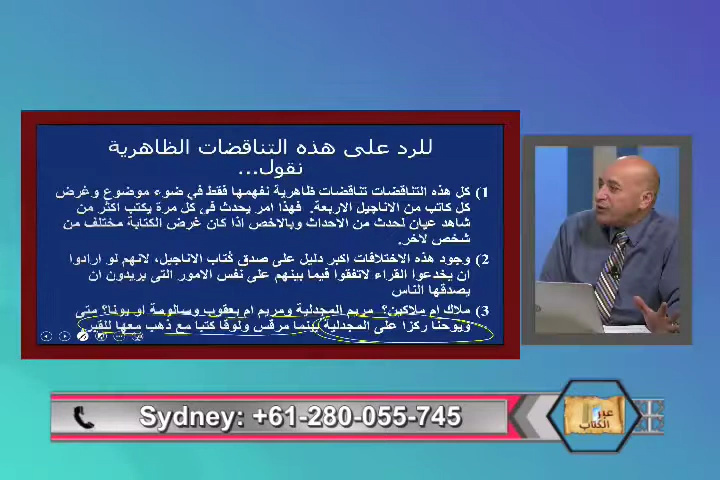 للرد على هذه التناقضات الظاهرية
نقول...
1) كل هذه التناقضات تناقضات ظاهرية نفهمها فقط في ضوء موضوع وغرض
كل كاتب من الاناجيل الاربعة. فهذا امر يحدث في كل مرة يكتب اكثر من
شاهد عيان لحدث من الاحداث وبالاخص اذا كان غرض الكتابة مختلف من
شخص لآخر.
2) وجود هذه الاختلافات اكبر دليل على صدق كُتاب الاناجيل، لانهم لو ارادوا
ان يخدعوا القراء لاتفقوا فيما بينهم على نفس الامور التي يريدون ان
يصدقها الناس
3) ملاك ام ملاكين؟ مريم المجدلية ومريم ام يعقوب وسالومة او يونا؟ متى
ويوحنا ركزا على المجدلية بينما مرقس ولوقا كتبا مع ذهب معها للقبر
Sydney: +61-280-055-745
عبر
الكتاب